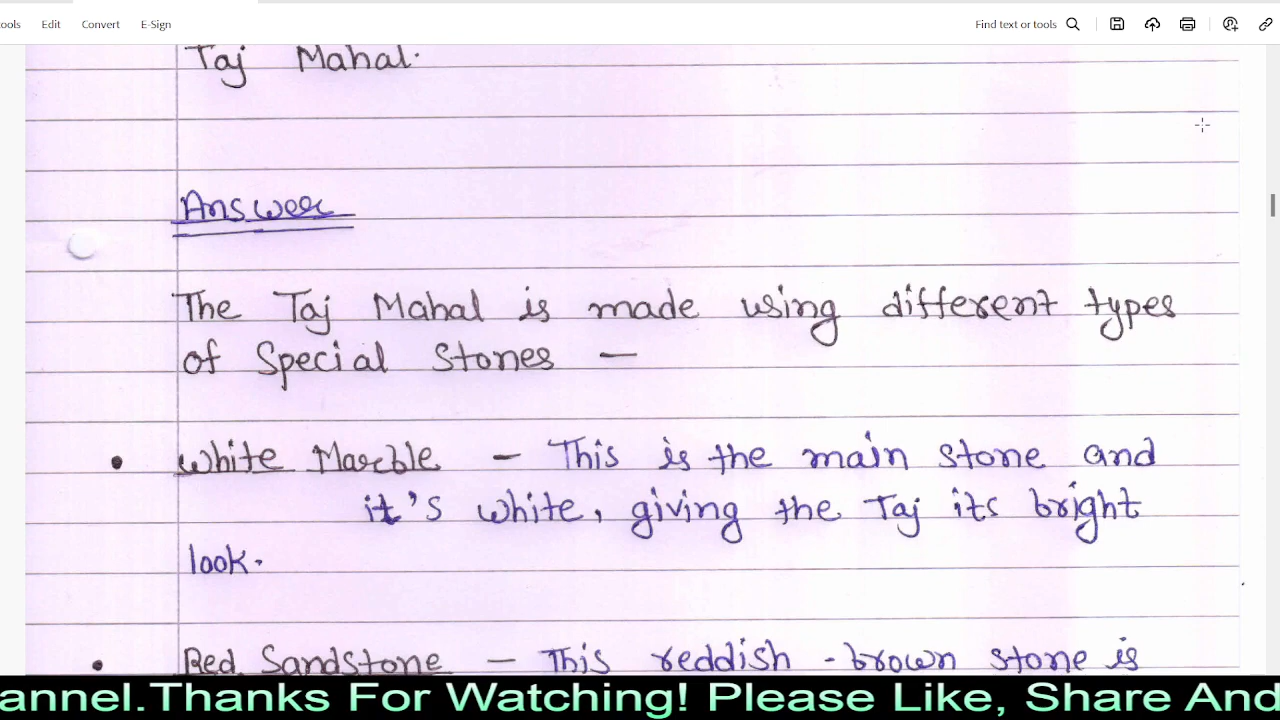 ools Edit Convert E-Sign Find text or tools
Taj Mahal.
Answer
The Taj Mahal is made using different types
of Special Stones —
• White Marble – This is the main stone and
it's white, giving the Taj its bright
look.
• Red Sandstone – This reddish-brown stone is
annel.Thanks For Watching! Please Like, Share And